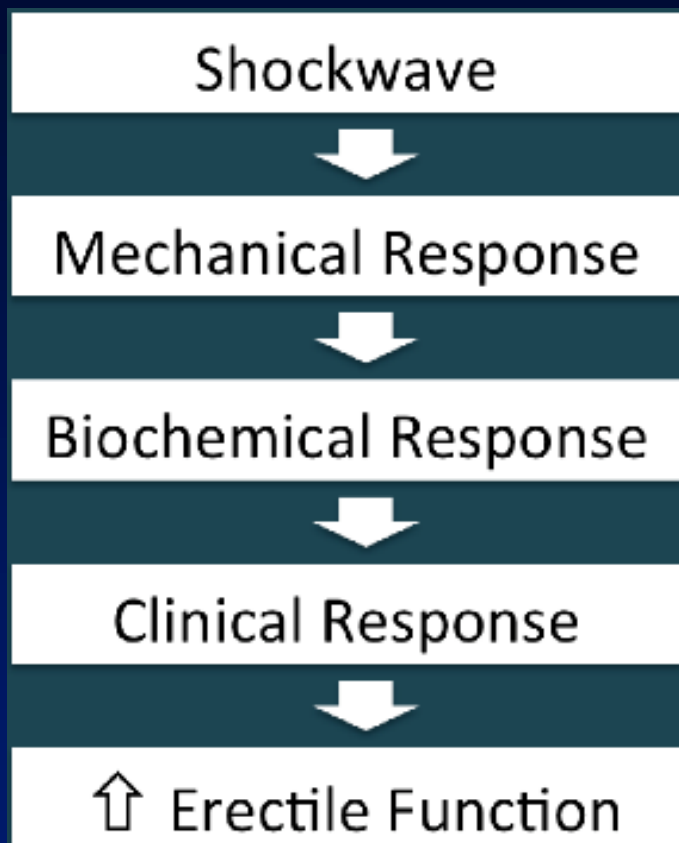 Shockwave
Mechanical Response
Biochemical Response
Clinical Response
⇧ Erectile Function